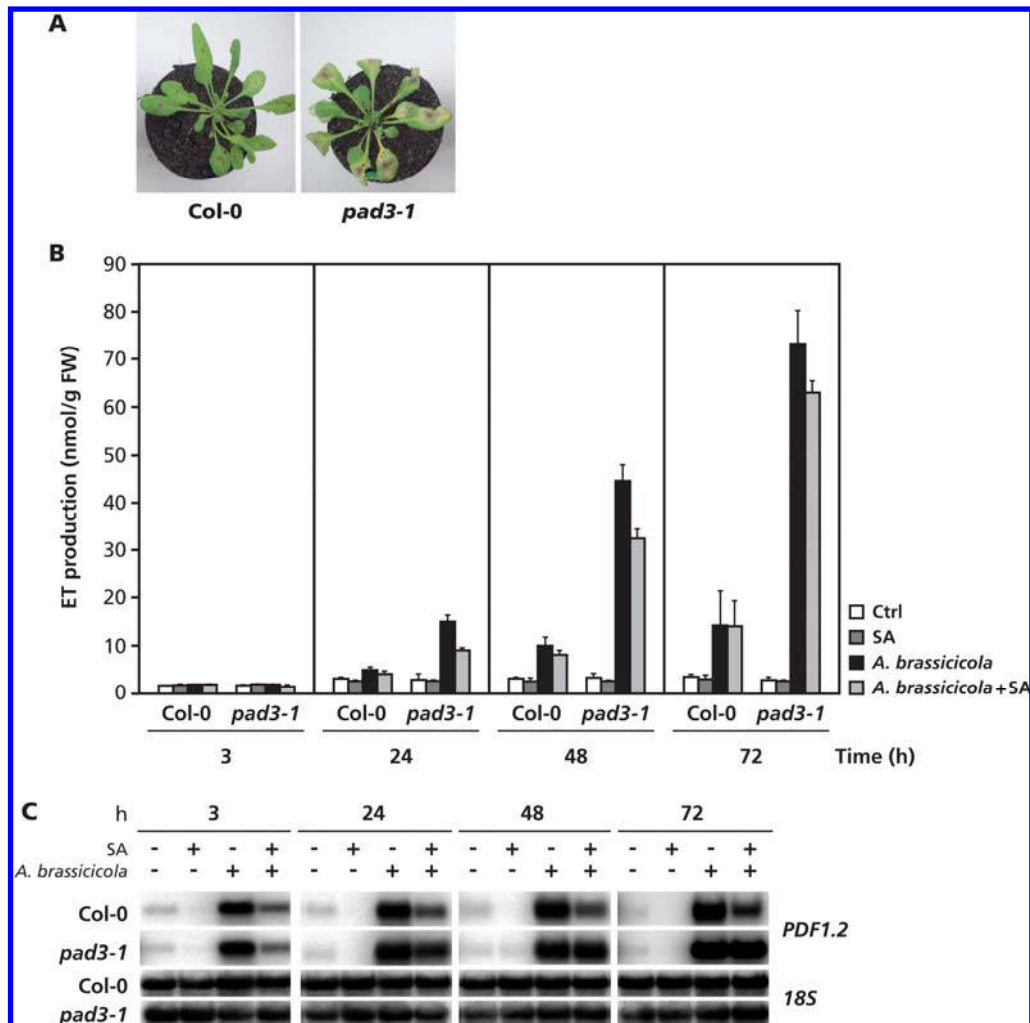 A
Col-0 pad3-1
B
90
80
70
60
50
40
30
20
10
0
ET production (nmol/g FW)
Ctrl
SA
A. brassicicola
A. brassicicola+SA
Col-0 pad3-1 Col-0 pad3-1 Col-0 pad3-1 Col-0 pad3-1
3 24 48 72 Time (h)
C h 3 24 48 72
SA - + - + - + - + - + - + - + - +
A. brassicicola - - + + - - + + - - + + - - + +
Col-0
PDF1.2
pad3-1
Col-0
18S
pad3-1